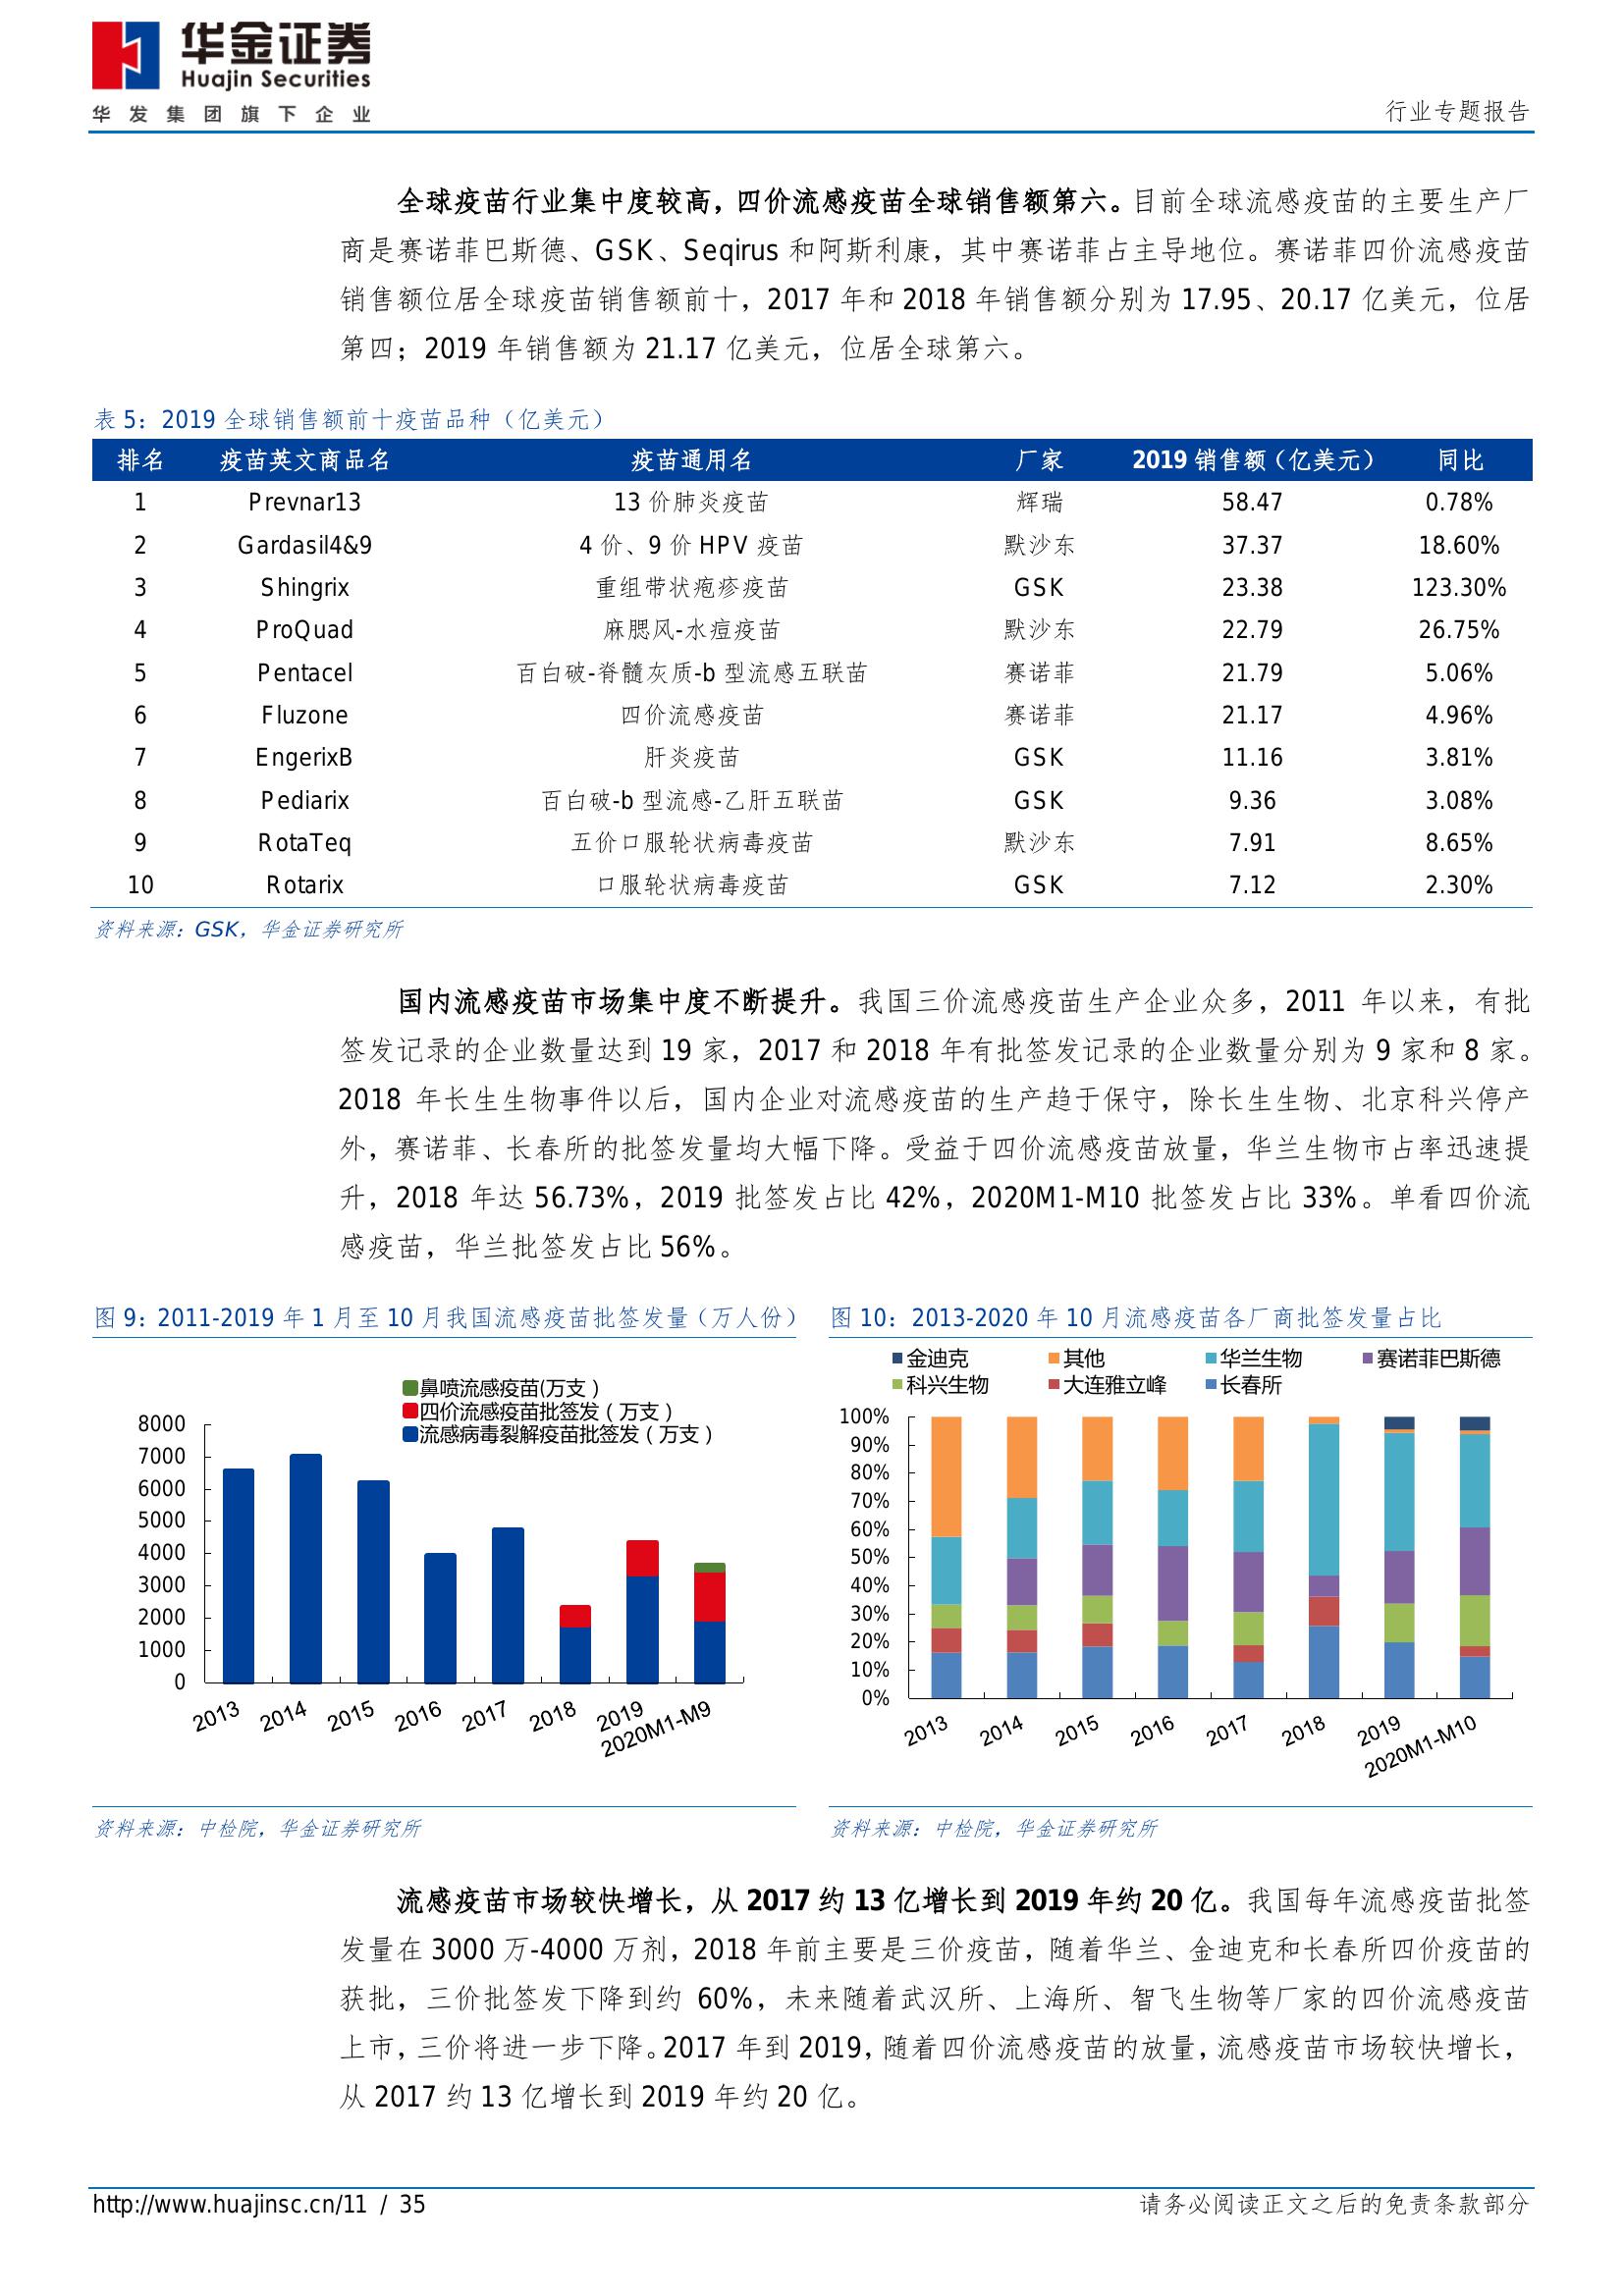 华金证券
Huajin Securities
华发集团旗下企业
行业专题报告
全球疫苗行业集中度较高，四价流感疫苗全球销售额第六。目前全球流感疫苗的主要生产厂
商是赛诺菲巴斯德、GSK、Seqirus 和阿斯利康，其中赛诺菲占主导地位。赛诺菲四价流感疫苗
销售额位居全球疫苗销售额前十，2017 年和 2018 年销售额分别为 17.95、20.17 亿美元，位居
第四；2019 年销售额为 21.17 亿美元，位居全球第六。
表 5：2019 全球销售额前十疫苗品种（亿美元）
排名 疫苗英文商品名 疫苗通用名 厂家 2019 销售额（亿美元） 同比
1 Prevnar13 13 价肺炎疫苗 辉瑞 58.47 0.78%
2 Gardasil4&9 4 价、9 价 HPV 疫苗 默沙东 37.37 18.60%
3 Shingrix 重组带状疱疹疫苗 GSK 23.38 123.30%
4 ProQuad 麻腮风-水痘疫苗 默沙东 22.79 26.75%
5 Pentacel 百白破-脊髓灰质-b 型流感五联苗 赛诺菲 21.79 5.06%
6 Fluzone 四价流感疫苗 赛诺菲 21.17 4.96%
7 EngerixB 肝炎疫苗 GSK 11.16 3.81%
8 Pediarix 百白破-b 型流感-乙肝五联苗 GSK 9.36 3.08%
9 RotaTeq 五价口服轮状病毒疫苗 默沙东 7.91 8.65%
10 Rotarix 口服轮状病毒疫苗 GSK 7.12 2.30%
资料来源：GSK，华金证券研究所
国内流感疫苗市场集中度不断提升。我国三价流感疫苗生产企业众多，2011 年以来，有批
签发记录的企业数量达到 19 家，2017 和 2018 年有批签发记录的企业数量分别为 9 家和 8 家。
2018 年长生生物事件以后，国内企业对流感疫苗的生产趋于保守，除长生生物、北京科兴停产
外，赛诺菲、长春所的批签发量均大幅下降。受益于四价流感疫苗放量，华兰生物市占率迅速提
升，2018 年达 56.73%，2019 批签发占比 42%，2020M1-M10 批签发占比 33%。单看四价流
感疫苗，华兰批签发占比 56%。
图 9：2011-2019 年 1 月至 10 月我国流感疫苗批签发量（万人份）
鼻喷流感疫苗(万支）
四价流感疫苗批签发（万支）
流感病毒裂解疫苗批签发（万支）
8000
7000
6000
5000
4000
3000
2000
1000
0
2013 2014 2015 2016 2017 2018 2019 2020M1-M9
资料来源：中检院，华金证券研究所
图 10：2013-2020 年 10 月流感疫苗各厂商批签发量占比
金迪克 其他 华兰生物 赛诺菲巴斯德
科兴生物 大连雅立峰 长春所
100%
90%
80%
70%
60%
50%
40%
30%
20%
10%
0%
2013 2014 2015 2016 2017 2018 2019 2020M1-M10
资料来源：中检院，华金证券研究所
流感疫苗市场较快增长，从 2017 约 13 亿增长到 2019 年约 20 亿。我国每年流感疫苗批签
发量在 3000 万-4000 万剂，2018 年前主要是三价疫苗，随着华兰、金迪克和长春所四价疫苗的
获批，三价批签发下降到约 60%，未来随着武汉所、上海所、智飞生物等厂家的四价流感疫苗
上市，三价将进一步下降。2017 年到 2019，随着四价流感疫苗的放量，流感疫苗市场较快增长，
从 2017 约 13 亿增长到 2019 年约 20 亿。
http://www.huajinsc.cn/11 / 35
请务必阅读正文之后的免责条款部分